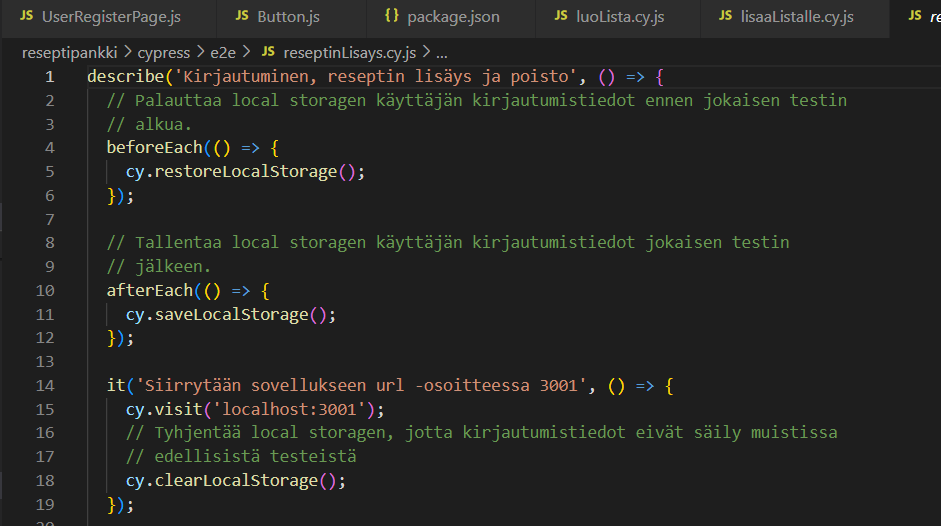 JS UserRegisterPage.js JS Button.js {} package.json JS luoLista.cy.js JS lisaaListalle.cy.js JS
reseptipankki > cypress > e2e > JS reseptinLisays.cy.js > ...
1 describe('Kirjautuminen, reseptin lisäys ja poisto', () => {
2 // Palauttaa local storagen käyttäjän kirjautumistiedot ennen jokaisen testin
3 // alkua.
4 beforeEach(() => {
5 cy.restoreLocalStorage();
6 });
7
8 // Tallentaa local storagen käyttäjän kirjautumistiedot jokaisen testin
9 // jälkeen.
10 afterEach(() => {
11 cy.saveLocalStorage();
12 });
13
14 it('Siirrytään sovellukseen url -osoitteessa 3001', () => {
15 cy.visit('localhost:3001');
16 // Tyhjentää local storagen, jotta kirjautumistiedot eivät säily muistissa
17 // edellisistä testeistä
18 cy.clearLocalStorage();
19 });